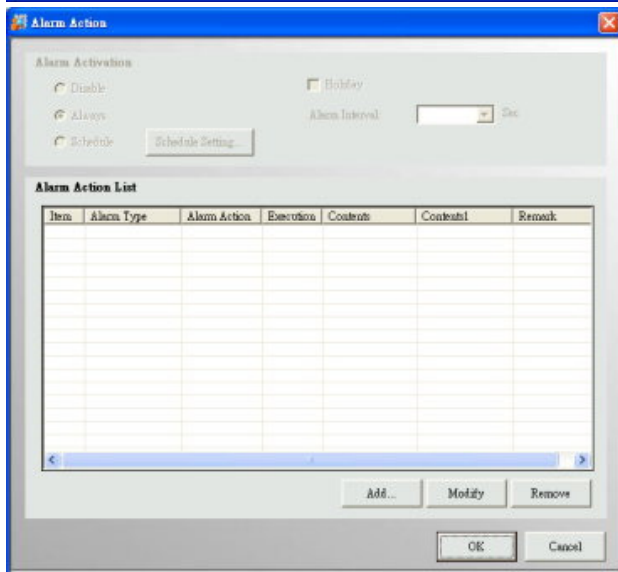 Alarm Action
Alarm Activation
Disable
Holiday
Always
Alarm Interval
Sec
Schedule
Schedule Setting...
Alarm Action List
Item Alarm Type Alarm Action Execution Contents Contents1 Remark
Add... Modify Remove
OK Cancel